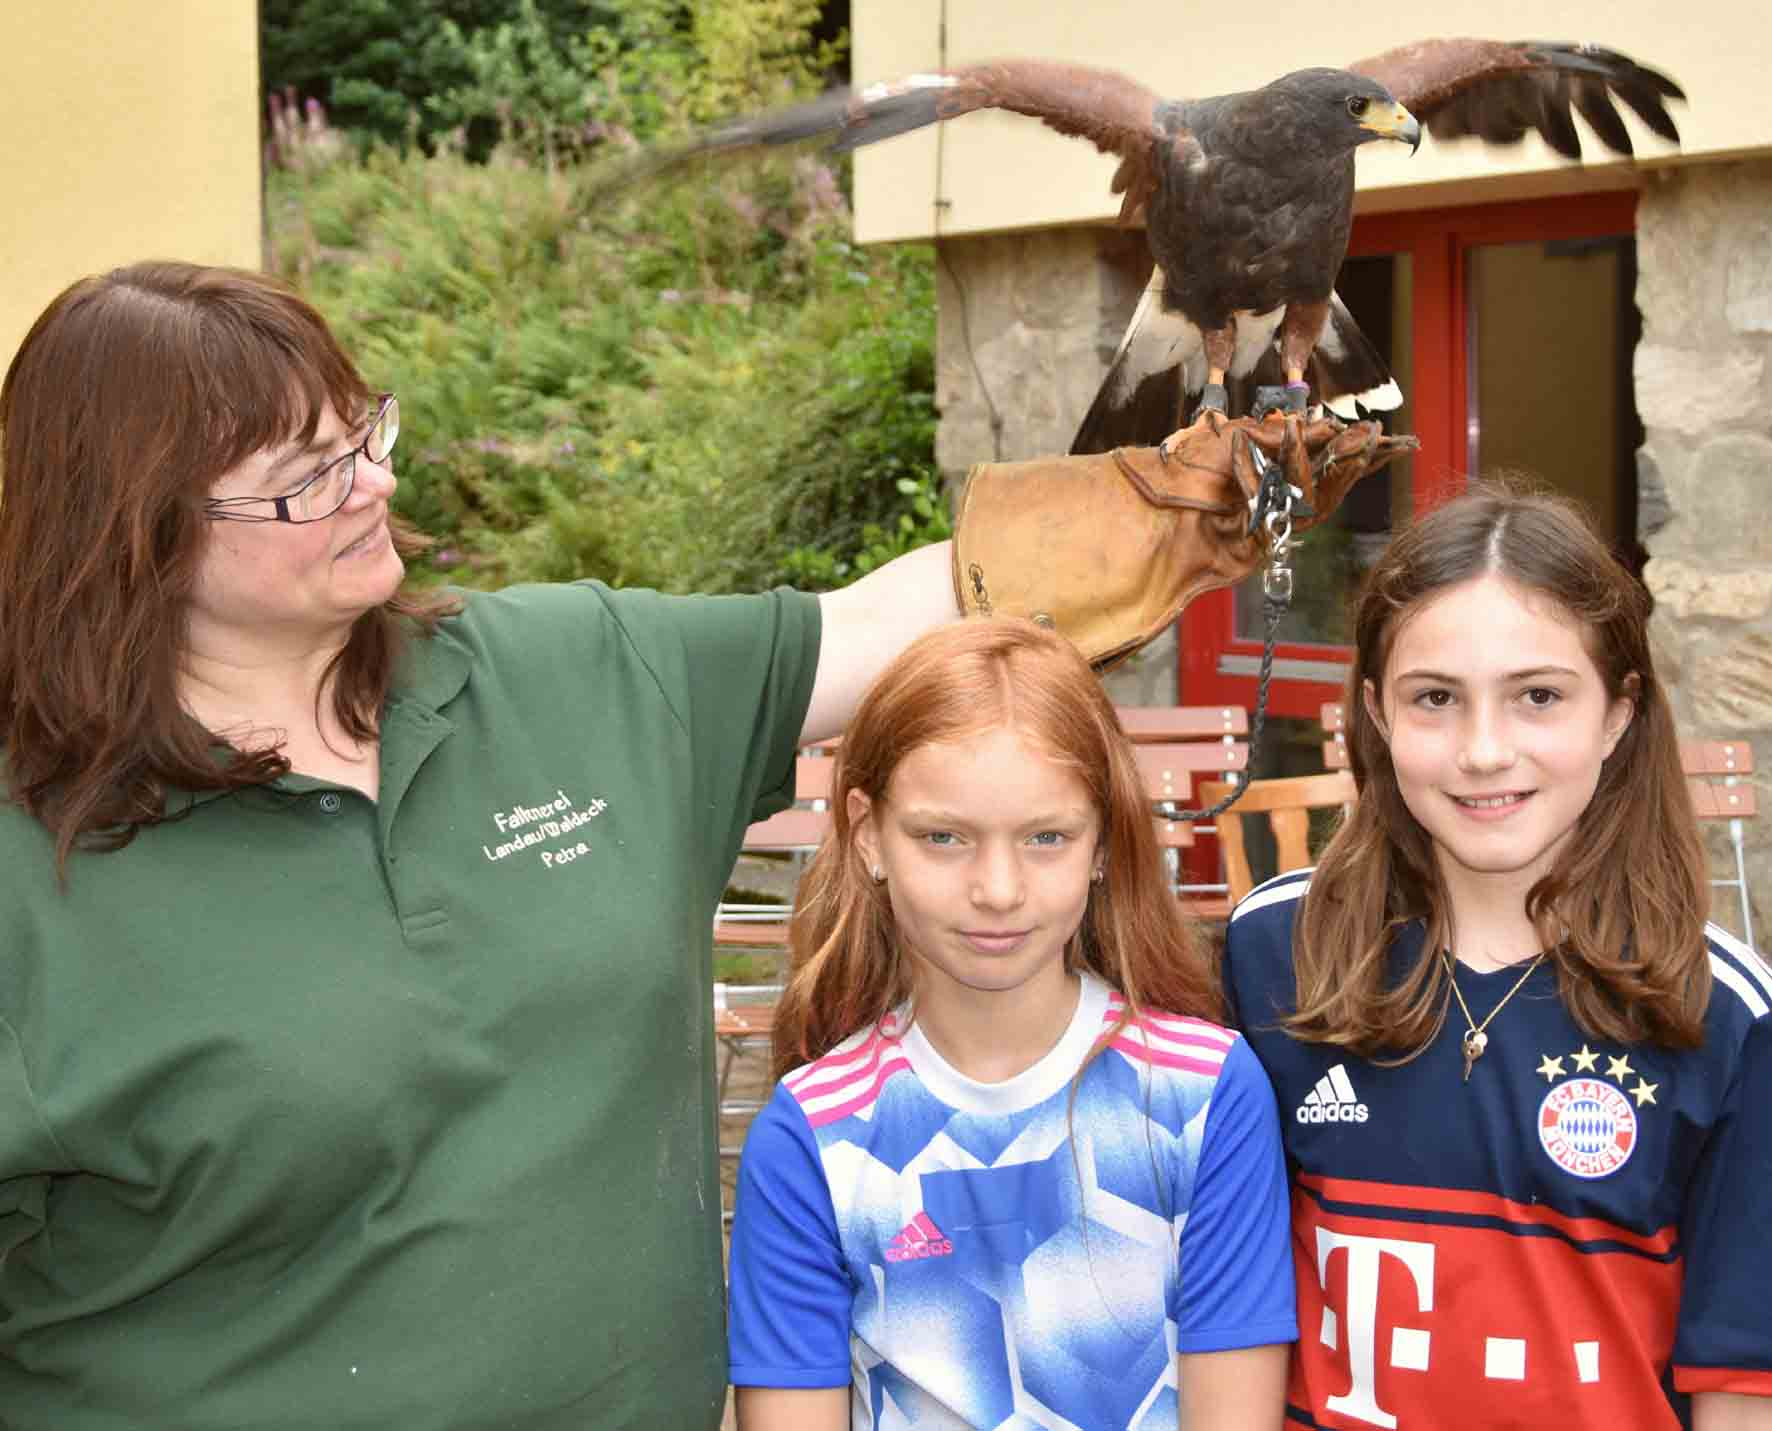 Falknerei
Landau/Waldeck
Petra
adidas
adidas
FC BAYERN
MÜNCHEN
T